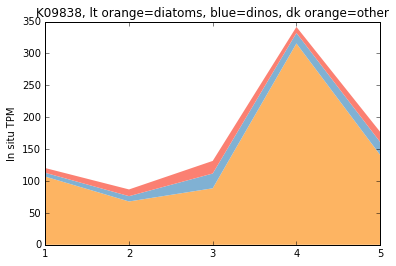 K09838, lt orange=diatoms, blue=dinos, dk orange=other
350
300
250
200
150
100
50
0
In situ TPM
1 2 3 4 5